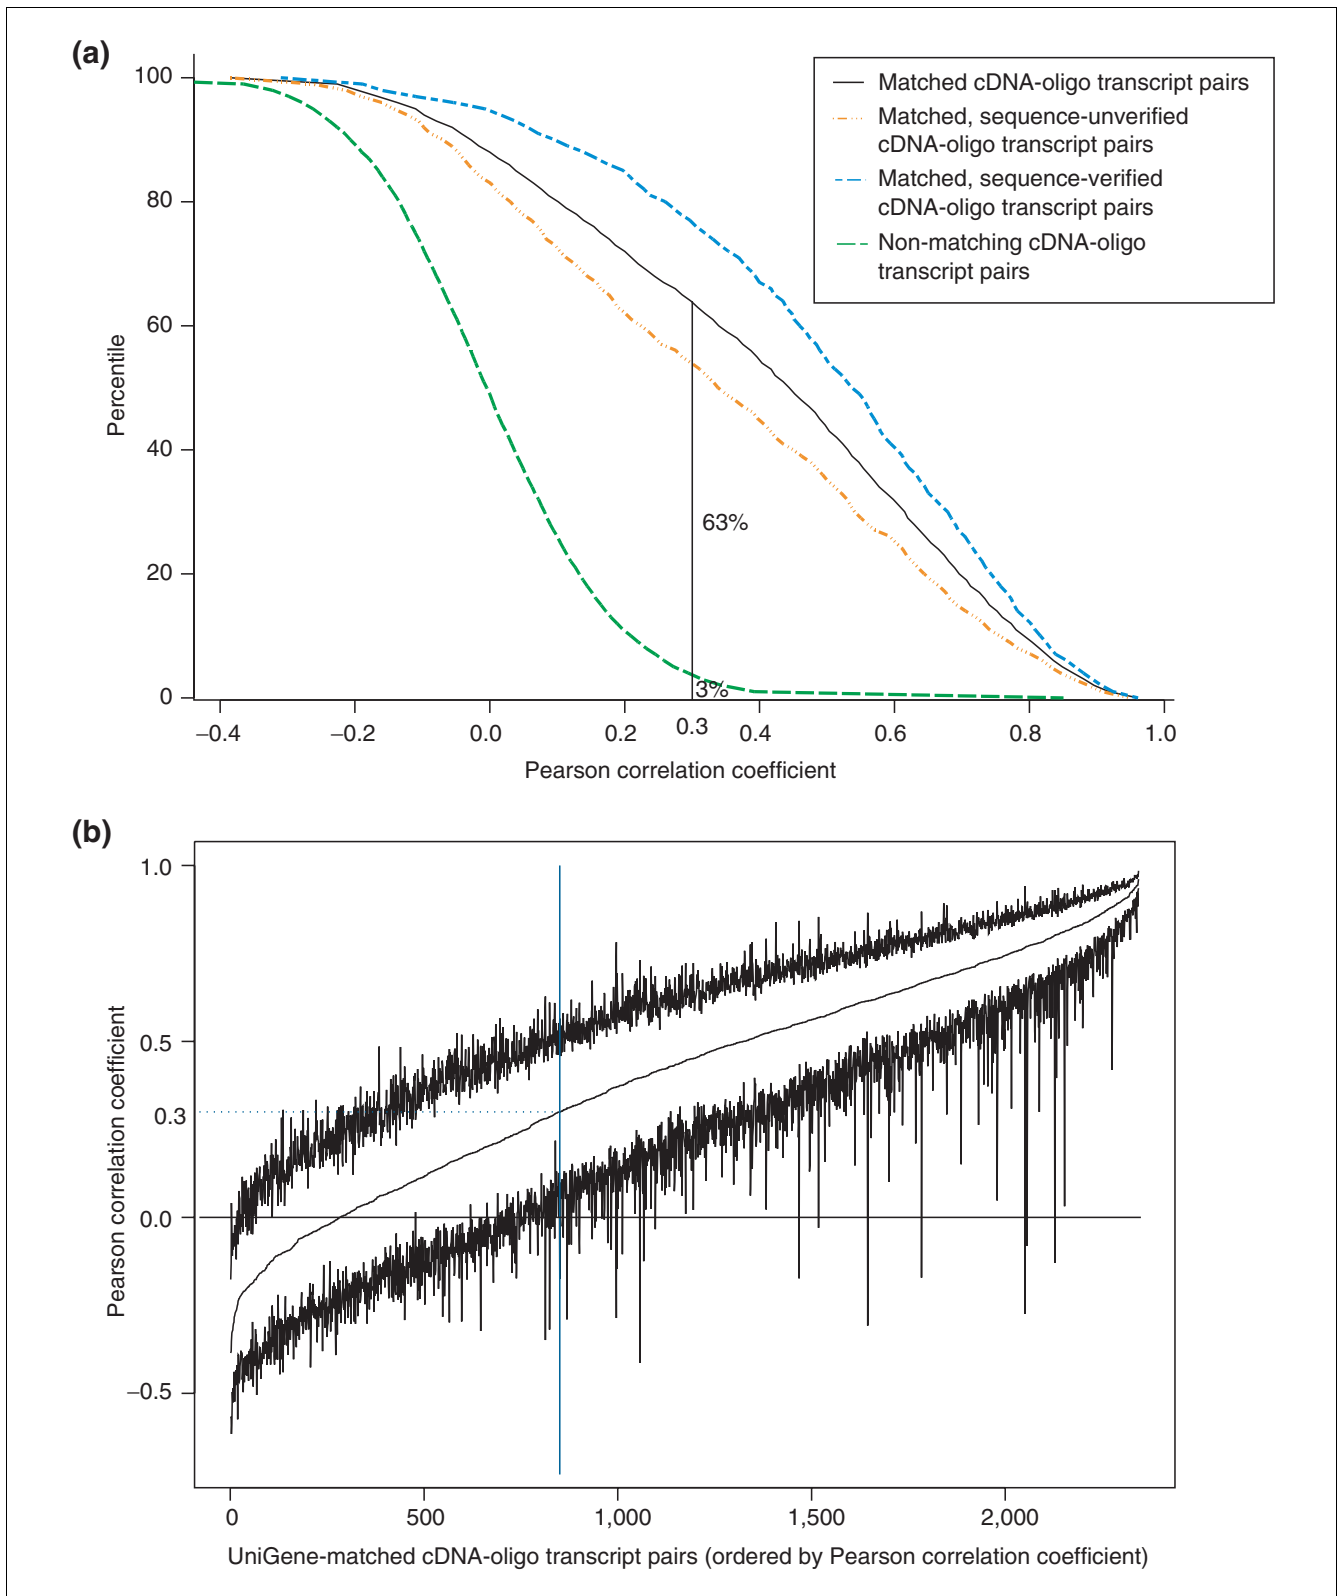 (a)
100
80
60
40
20
0
Percentile
Matched cDNA-oligo transcript pairs
Matched, sequence-unverified
cDNA-oligo transcript pairs
Matched, sequence-verified
cDNA-oligo transcript pairs
Non-matching cDNA-oligo
transcript pairs
63%
3%
−0.4
−0.2
0.0
0.2
0.3
0.4
0.6
0.8
1.0
Pearson correlation coefficient
(b)
1.0
0.5
0.3
0.0
−0.5
Pearson correlation coefficient
0
500
1,000
1,500
2,000
UniGene-matched cDNA-oligo transcript pairs (ordered by Pearson correlation coefficient)